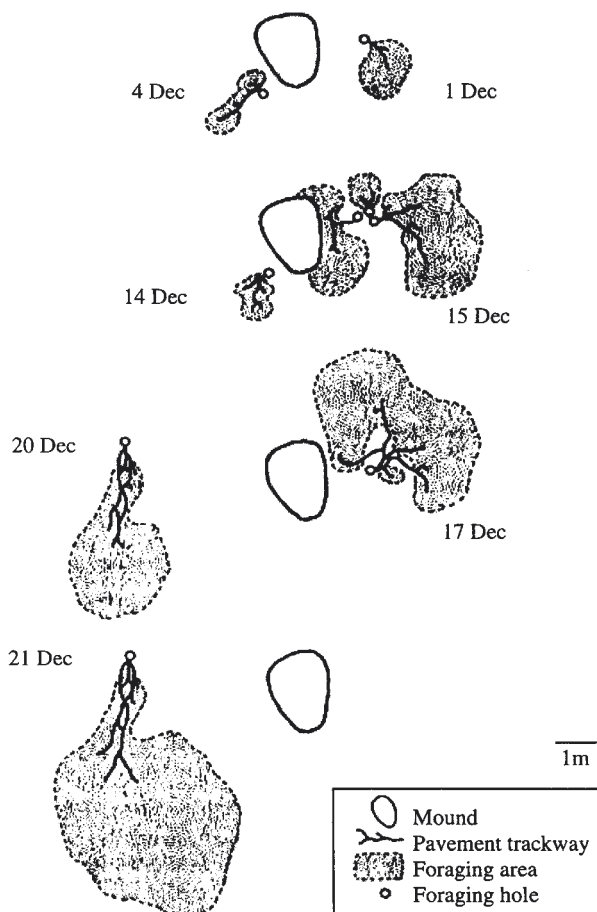 4 Dec
1 Dec
14 Dec
15 Dec
20 Dec
17 Dec
21 Dec
1m
Mound
Pavement trackway
Foraging area
Foraging hole